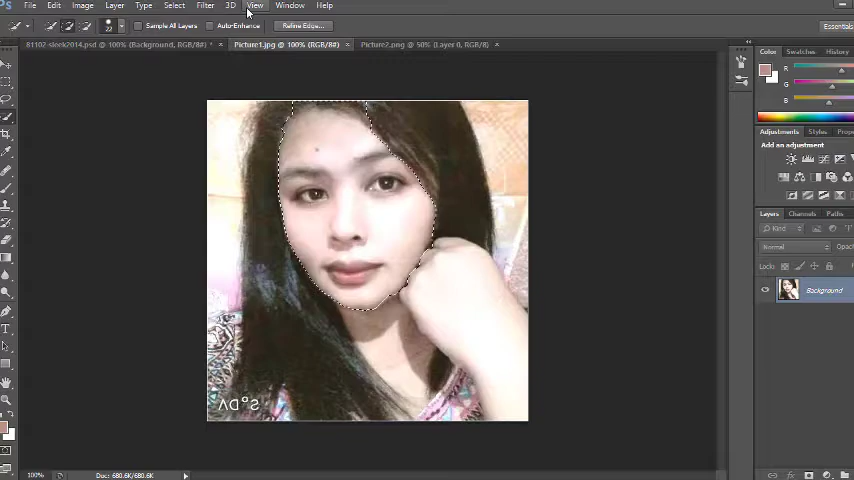 Ps File Edit Image Layer Type Select Filter 3D View Window Help
22 Sample All Layers Auto-Enhance Refine Edge... Essentials
81102-sleek2014.psd @ 100% (Background, RGB/8#) * × Picture1.jpg @ 100% (RGB/8#) × Picture2.png @ 50% (Layer 0, RGB/8) ×
Color Swatches History
R
G
B
Adjustments Styles
Add an adjustment
Layers Channels Paths
Kind
Normal Opac
Lock:
Background
100% Doc: 680.6K/680.6K